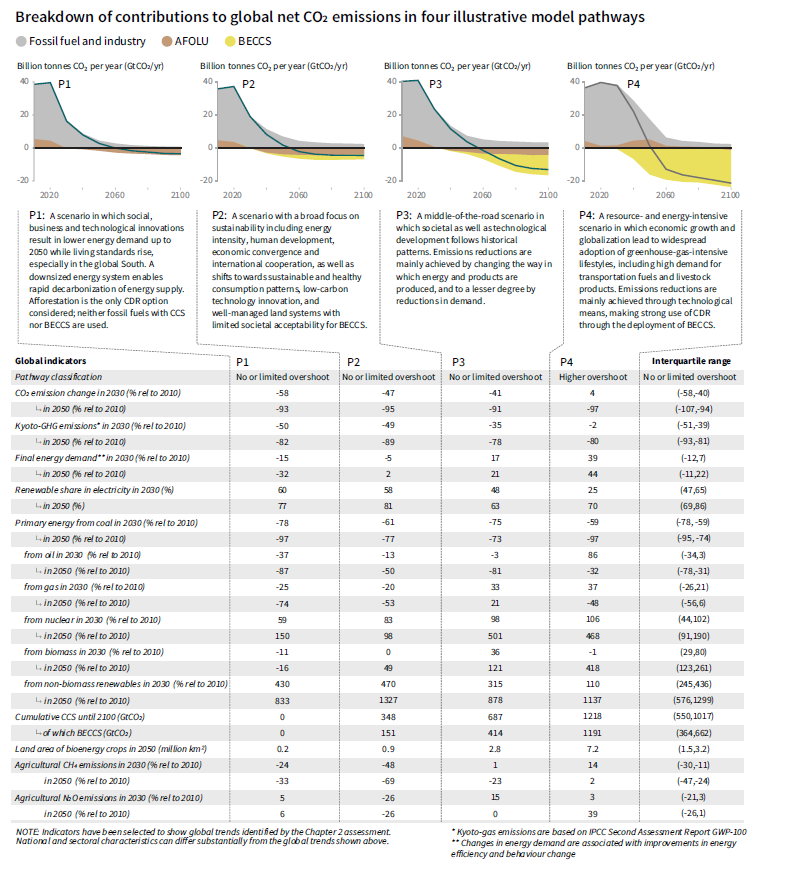 Breakdown of contributions to global net CO₂ emissions in four illustrative model pathways
Fossil fuel and industry AFOLU BECCS
Billion tonnes CO₂ per year (GtCO₂/yr) Billion tonnes CO₂ per year (GtCO₂/yr) Billion tonnes CO₂ per year (GtCO₂/yr) Billion tonnes CO₂ per year (GtCO₂/yr)
40 P1 40 P2 40 P3 40 P4
20 20 20 20
0 0 0 0
-20 -20 -20 -20
2020 2060 2100 2020 2060 2100 2020 2060 2100 2020 2060 2100
P1: A scenario in which social,
business and technological innovations
result in lower energy demand up to
2050 while living standards rise,
especially in the global South. A
downsized energy system enables
rapid decarbonization of energy supply.
Afforestation is the only CDR option
considered; neither fossil fuels with CCS
nor BECCS are used.
P2: A scenario with a broad focus on
sustainability including energy
intensity, human development,
economic convergence and
international cooperation, as well as
shifts towards sustainable and healthy
consumption patterns, low-carbon
technology innovation, and
well-managed land systems with
limited societal acceptability for BECCS.
P3: A middle-of-the-road scenario in
which societal as well as technological
development follows historical
patterns. Emissions reductions are
mainly achieved by changing the way in
which energy and products are
produced, and to a lesser degree by
reductions in demand.
P4: A resource- and energy-intensive
scenario in which economic growth and
globalization lead to widespread
adoption of greenhouse-gas-intensive
lifestyles, including high demand for
transportation fuels and livestock
products. Emissions reductions are
mainly achieved through technological
means, making strong use of CDR
through the deployment of BECCS.
Global indicators P1 P2 P3 P4 Interquartile range
Pathway classification No or limited overshoot No or limited overshoot No or limited overshoot Higher overshoot No or limited overshoot
CO₂ emission change in 2030 (% rel to 2010) -58 -47 -41 4 (-58,-40)
↳ in 2050 (% rel to 2010) -93 -95 -91 -97 (-107,-94)
Kyoto-GHG emissions* in 2030 (% rel to 2010) -50 -49 -35 -2 (-51,-39)
↳ in 2050 (% rel to 2010) -82 -89 -78 -80 (-93,-81)
Final energy demand** in 2030 (% rel to 2010) -15 -5 17 39 (-12,7)
↳ in 2050 (% rel to 2010) -32 2 21 44 (-11,22)
Renewable share in electricity in 2030 (%) 60 58 48 25 (47,65)
↳ in 2050 (%) 77 81 63 70 (69,86)
Primary energy from coal in 2030 (% rel to 2010) -78 -61 -75 -59 (-78, -59)
↳ in 2050 (% rel to 2010) -97 -77 -73 -97 (-95, -74)
from oil in 2030 (% rel to 2010) -37 -13 -3 86 (-34,3)
↳ in 2050 (% rel to 2010) -87 -50 -81 -32 (-78,-31)
from gas in 2030 (% rel to 2010) -25 -20 33 37 (-26,21)
↳ in 2050 (% rel to 2010) -74 -53 21 -48 (-56,6)
from nuclear in 2030 (% rel to 2010) 59 83 98 106 (44,102)
↳ in 2050 (% rel to 2010) 150 98 501 468 (91,190)
from biomass in 2030 (% rel to 2010) -11 0 36 -1 (29,80)
↳ in 2050 (% rel to 2010) -16 49 121 418 (123,261)
from non-biomass renewables in 2030 (% rel to 2010) 430 470 315 110 (245,436)
↳ in 2050 (% rel to 2010) 833 1327 878 1137 (576,1299)
Cumulative CCS until 2100 (GtCO₂) 0 348 687 1218 (550,1017)
↳ of which BECCS (GtCO₂) 0 151 414 1191 (364,662)
Land area of bioenergy crops in 2050 (million km²) 0.2 0.9 2.8 7.2 (1.5,3.2)
Agricultural CH₄ emissions in 2030 (% rel to 2010) -24 -48 1 14 (-30,-11)
in 2050 (% rel to 2010) -33 -69 -23 2 (-47,-24)
Agricultural N₂O emissions in 2030 (% rel to 2010) 5 -26 15 3 (-21,3)
in 2050 (% rel to 2010) 6 -26 0 39 (-26,1)
NOTE: Indicators have been selected to show global trends identified by the Chapter 2 assessment.
National and sectoral characteristics can differ substantially from the global trends shown above.
* Kyoto-gas emissions are based on IPCC Second Assessment Report GWP-100
** Changes in energy demand are associated with improvements in energy
efficiency and behaviour change